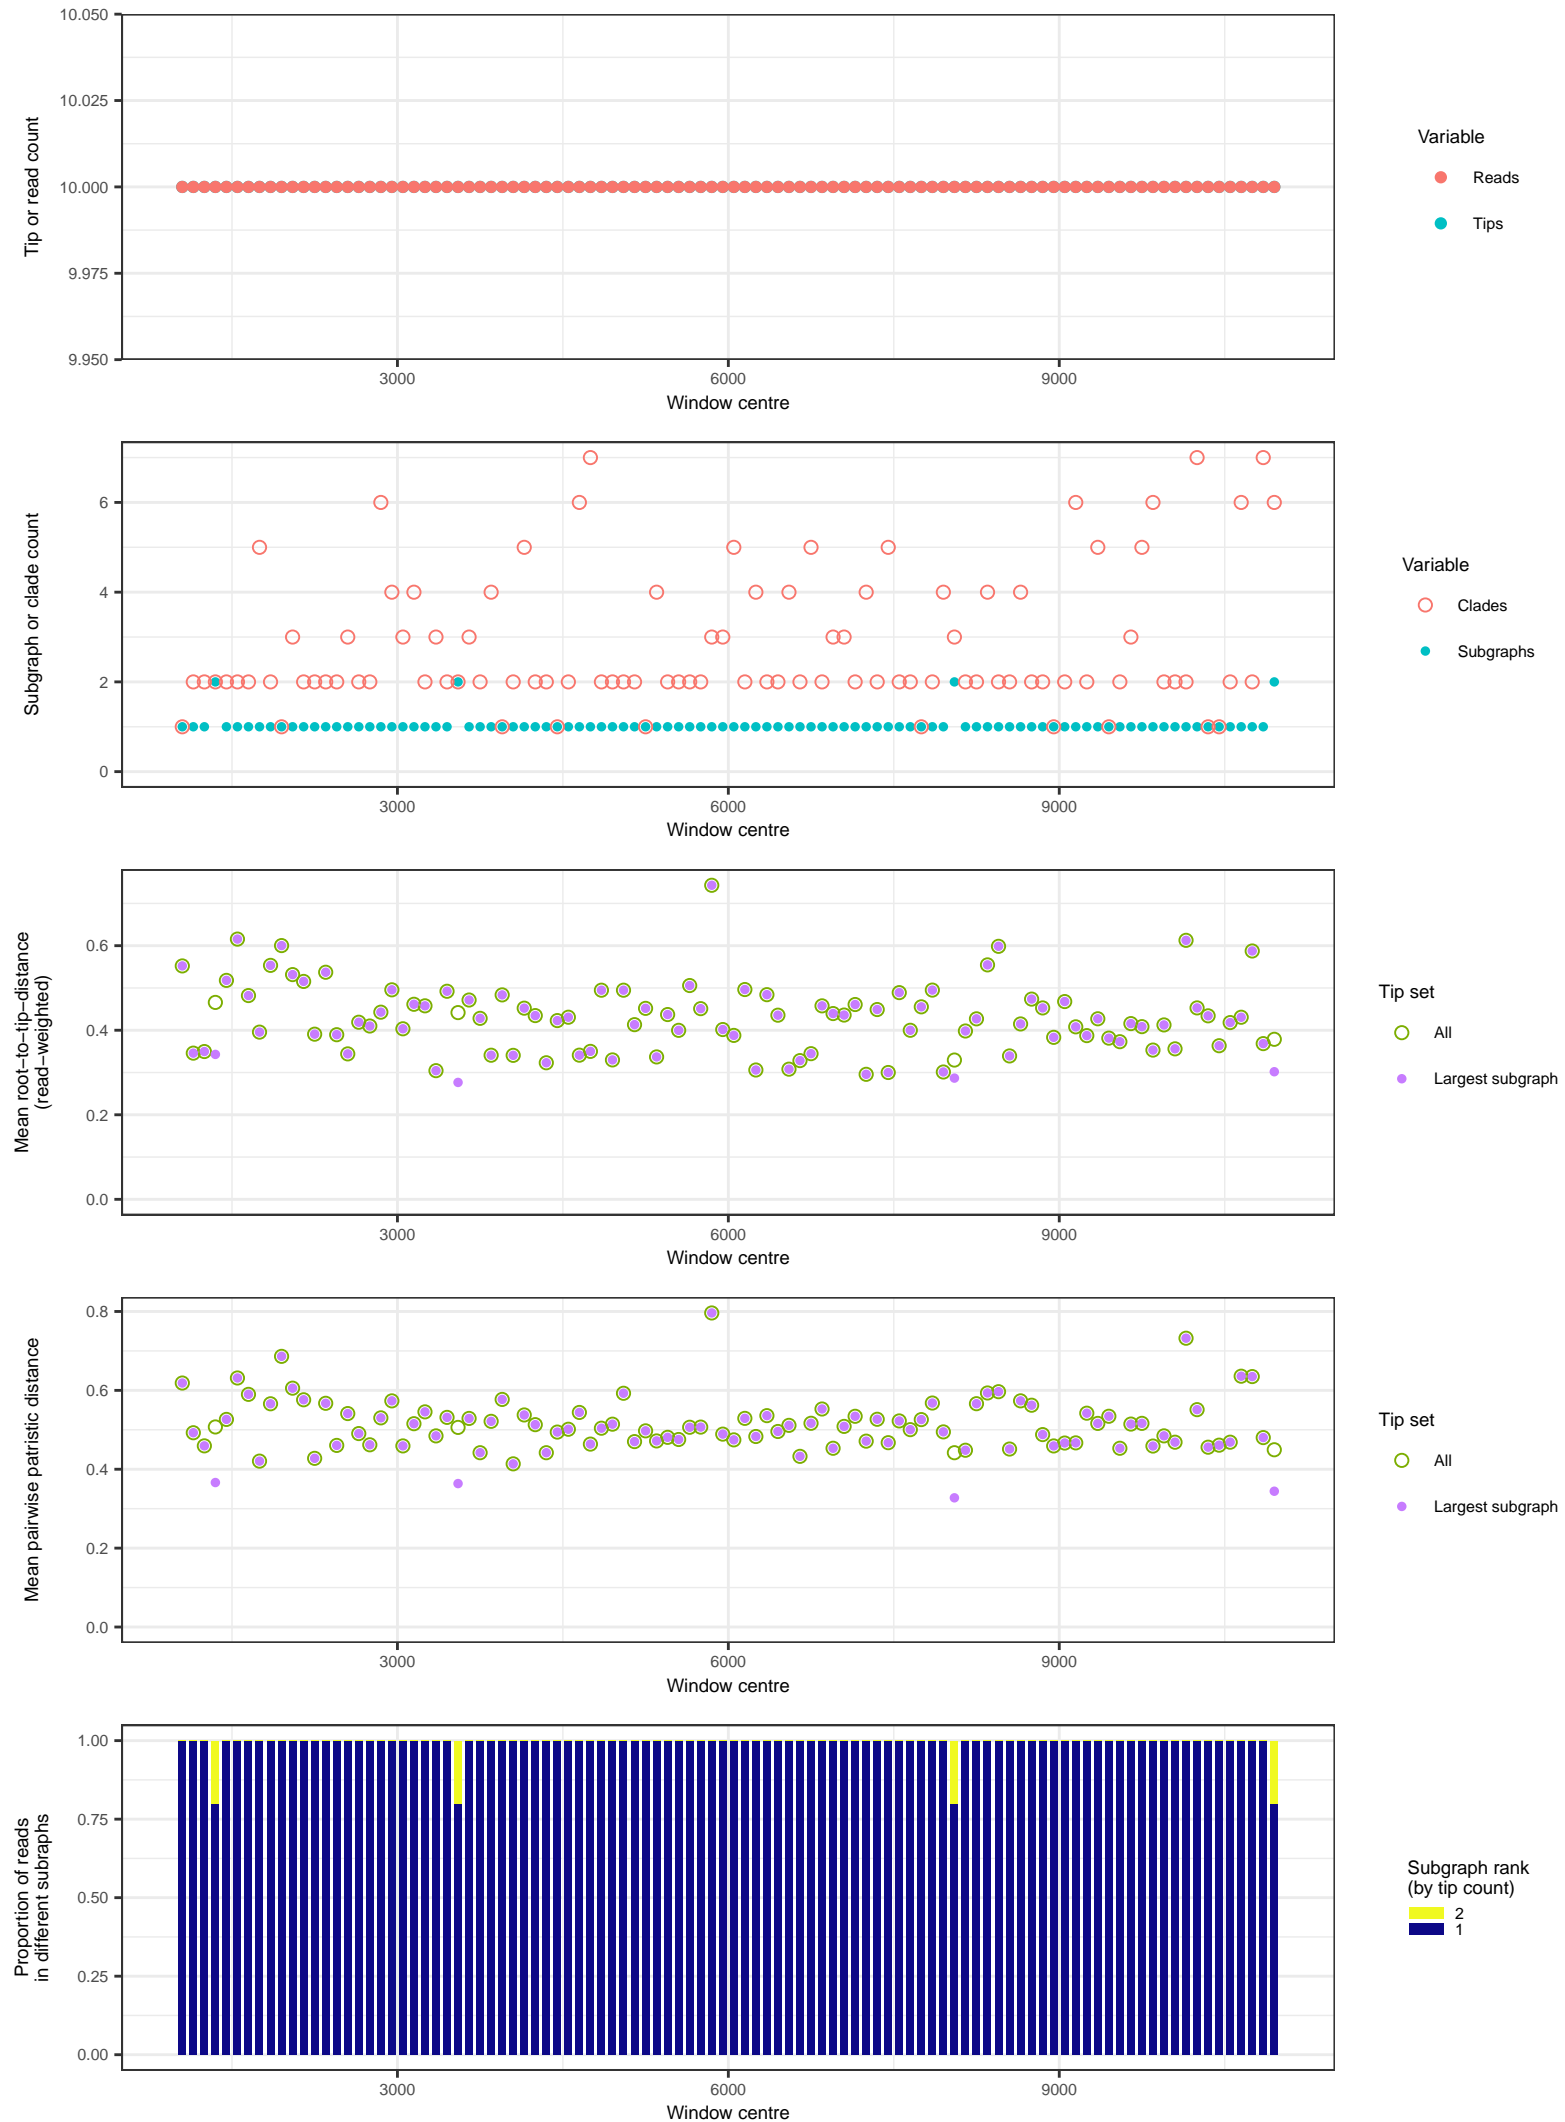 10.050
10.025
10.000
9.975
9.950
Tip or read count
3000 6000 9000
Window centre
Variable
Reads
Tips
6
4
2
0
Subgraph or clade count
3000 6000 9000
Window centre
Variable
Clades
Subgraphs
0.6
0.4
0.2
0.0
Mean root−to−tip−distance
(read−weighted)
3000 6000 9000
Window centre
Tip set
All
Largest subgraph
0.8
0.6
0.4
0.2
0.0
Mean pairwise patristic distance
3000 6000 9000
Window centre
Tip set
All
Largest subgraph
1.00
0.75
0.50
0.25
0.00
Proportion of reads
in different subraphs
3000 6000 9000
Window centre
Subgraph rank
(by tip count)
2
1